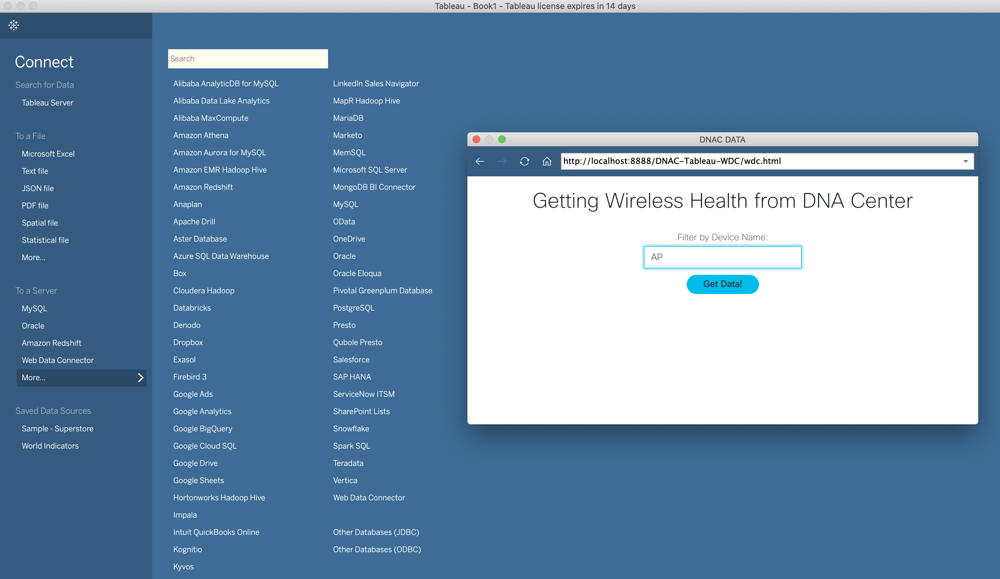 Tableau - Book1 - Tableau license expires in 14 days
Connect
Search for Data
Tableau Server
To a File
Microsoft Excel
Text file
JSON file
PDF file
Spatial file
Statistical file
More...
To a Server
MySQL
Oracle
Amazon Redshift
Web Data Connector
More...
Saved Data Sources
Sample - Superstore
World Indicators
Search
Alibaba AnalyticDB for MySQL
Alibaba Data Lake Analytics
Alibaba MaxCompute
Amazon Athena
Amazon Aurora for MySQL
Amazon EMR Hadoop Hive
Amazon Redshift
Anaplan
Apache Drill
Aster Database
Azure SQL Data Warehouse
Box
Cloudera Hadoop
Databricks
Denodo
Dropbox
Exasol
Firebird 3
Google Ads
Google Analytics
Google BigQuery
Google Cloud SQL
Google Drive
Google Sheets
Hortonworks Hadoop Hive
Impala
Intuit QuickBooks Online
Kognitio
Kyvos
LinkedIn Sales Navigator
MapR Hadoop Hive
MariaDB
Marketo
MemSQL
Microsoft SQL Server
MongoDB BI Connector
MySQL
OData
OneDrive
Oracle
Oracle Eloqua
Pivotal Greenplum Database
PostgreSQL
Presto
Qubole Presto
Salesforce
SAP HANA
ServiceNow ITSM
SharePoint Lists
Snowflake
Spark SQL
Teradata
Vertica
Web Data Connector
Other Databases (JDBC)
Other Databases (ODBC)
DNAC DATA
http://localhost:8888/DNAC-Tableau-WDC/wdc.html
Getting Wireless Health from DNA Center
Filter by Device Name:
AP
Get Data!